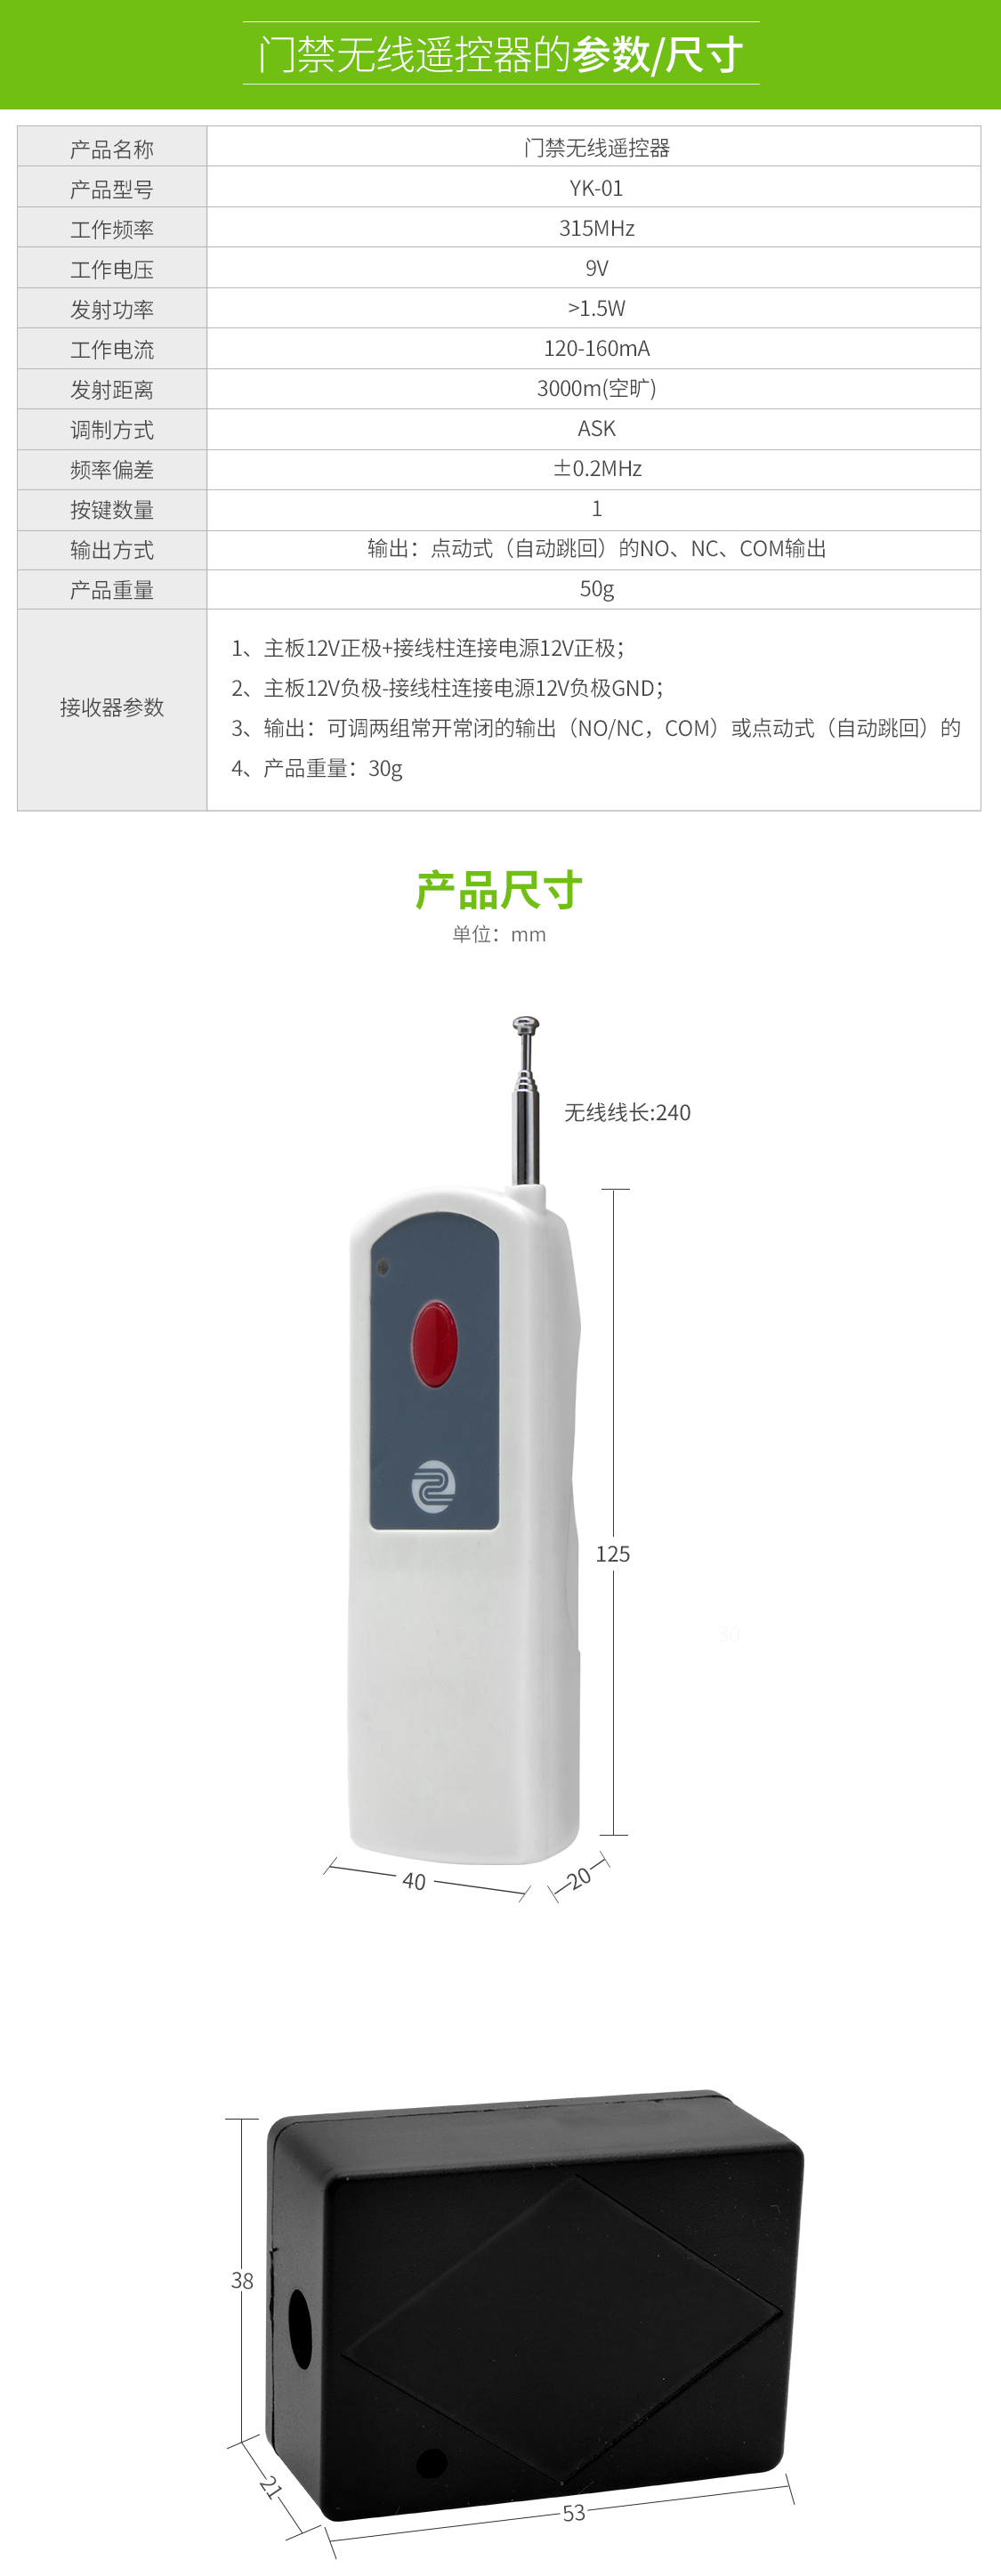 门禁无线遥控器的参数/尺寸
产品名称 门禁无线遥控器
产品型号 YK-01
工作频率 315MHz
工作电压 9V
发射功率 >1.5W
工作电流 120-160mA
发射距离 3000m(空旷)
调制方式 ASK
频率偏差 ±0.2MHz
按键数量 1
输出方式 输出：点动式（自动跳回）的NO、NC、COM输出
产品重量 50g
接收器参数
1、主板12V正极+接线柱连接电源12V正极；
2、主板12V负极-接线柱连接电源12V负极GND；
3、输出：可调两组常开常闭的输出（NO/NC，COM）或点动式（自动跳回）的
4、产品重量：30g
产品尺寸
单位：mm
无线线长:240
125
30
40
20
38
21
53